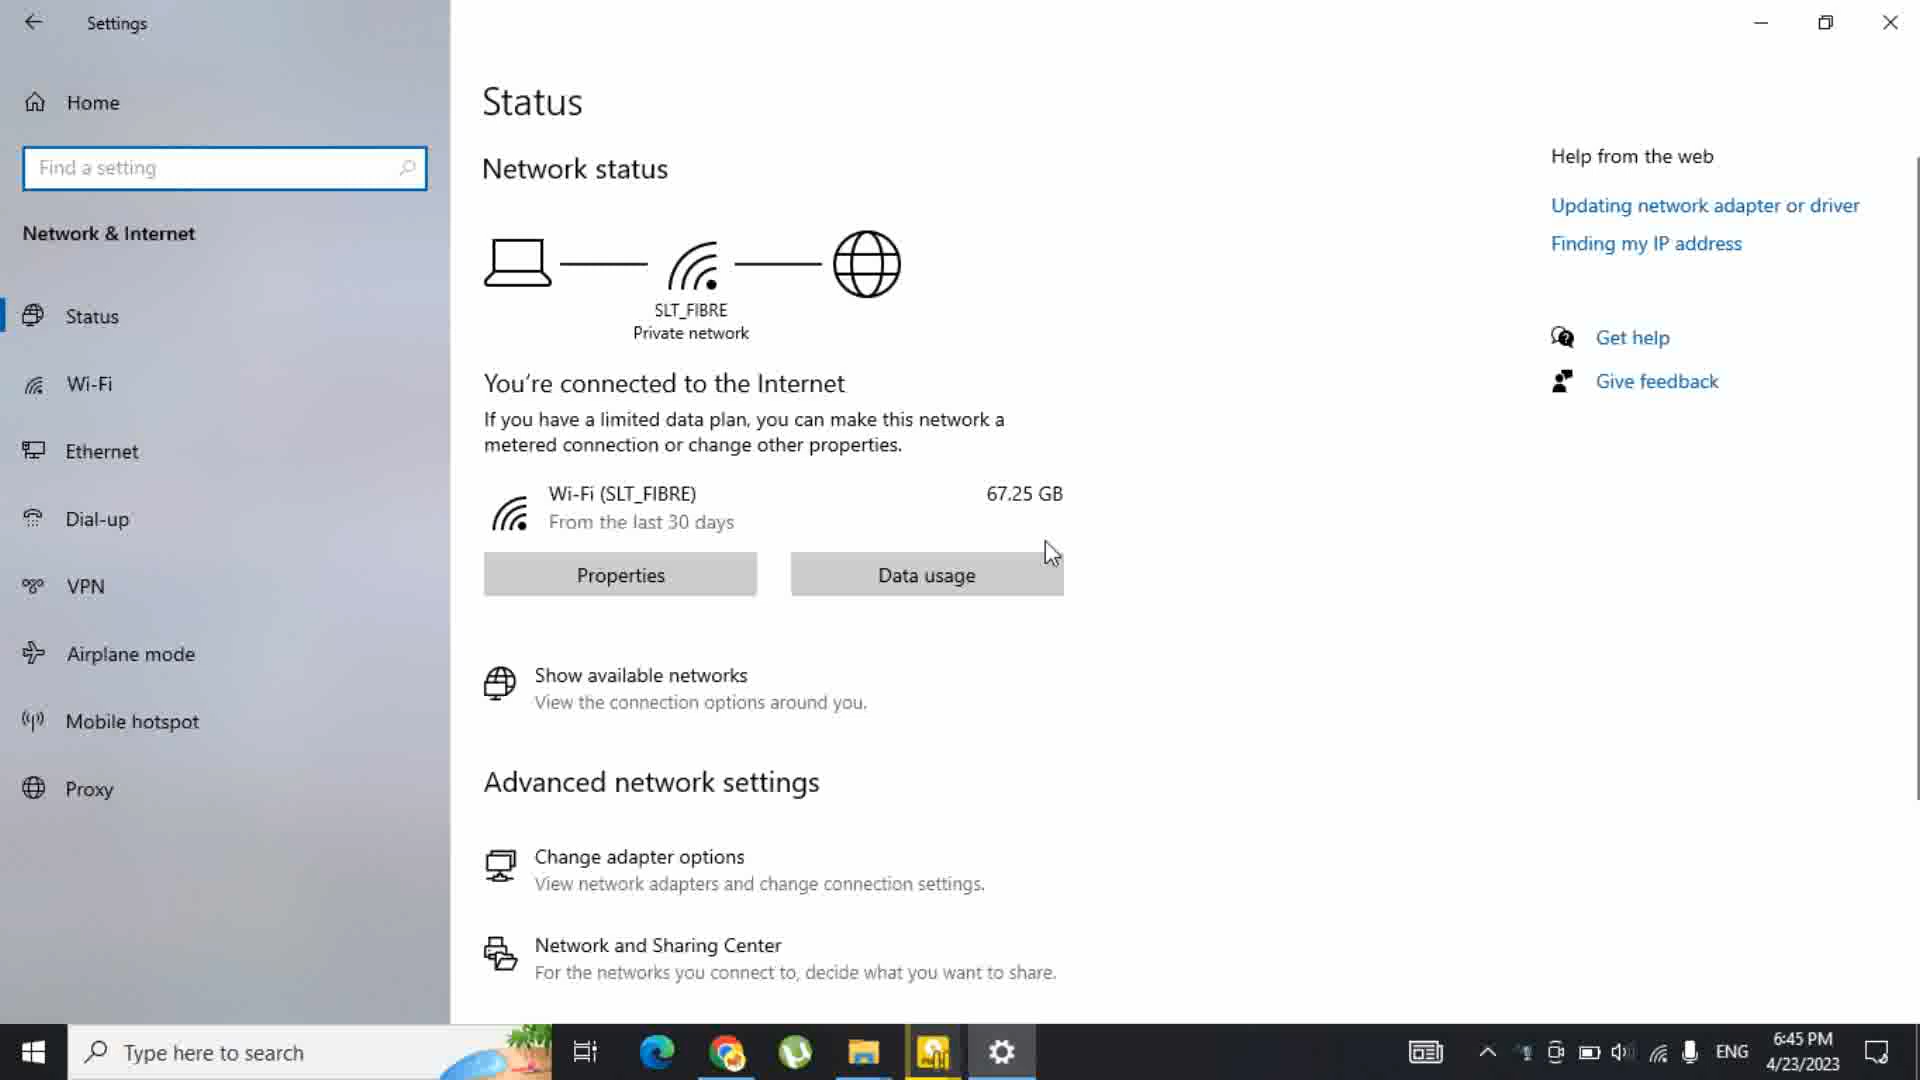 Settings
Home
Find a setting
Network & Internet
Status
Wi-Fi
Ethernet
Dial-up
VPN
Airplane mode
Mobile hotspot
Proxy
Status
Network status
SLT_FIBRE
Private network
You're connected to the Internet
If you have a limited data plan, you can make this network a
metered connection or change other properties.
Wi-Fi (SLT_FIBRE) 67.25 GB
From the last 30 days
Properties Data usage
Show available networks
View the connection options around you.
Advanced network settings
Change adapter options
View network adapters and change connection settings.
Network and Sharing Center
For the networks you connect to, decide what you want to share.
Help from the web
Updating network adapter or driver
Finding my IP address
Get help
Give feedback
Type here to search
ENG
6:45 PM
4/23/2023